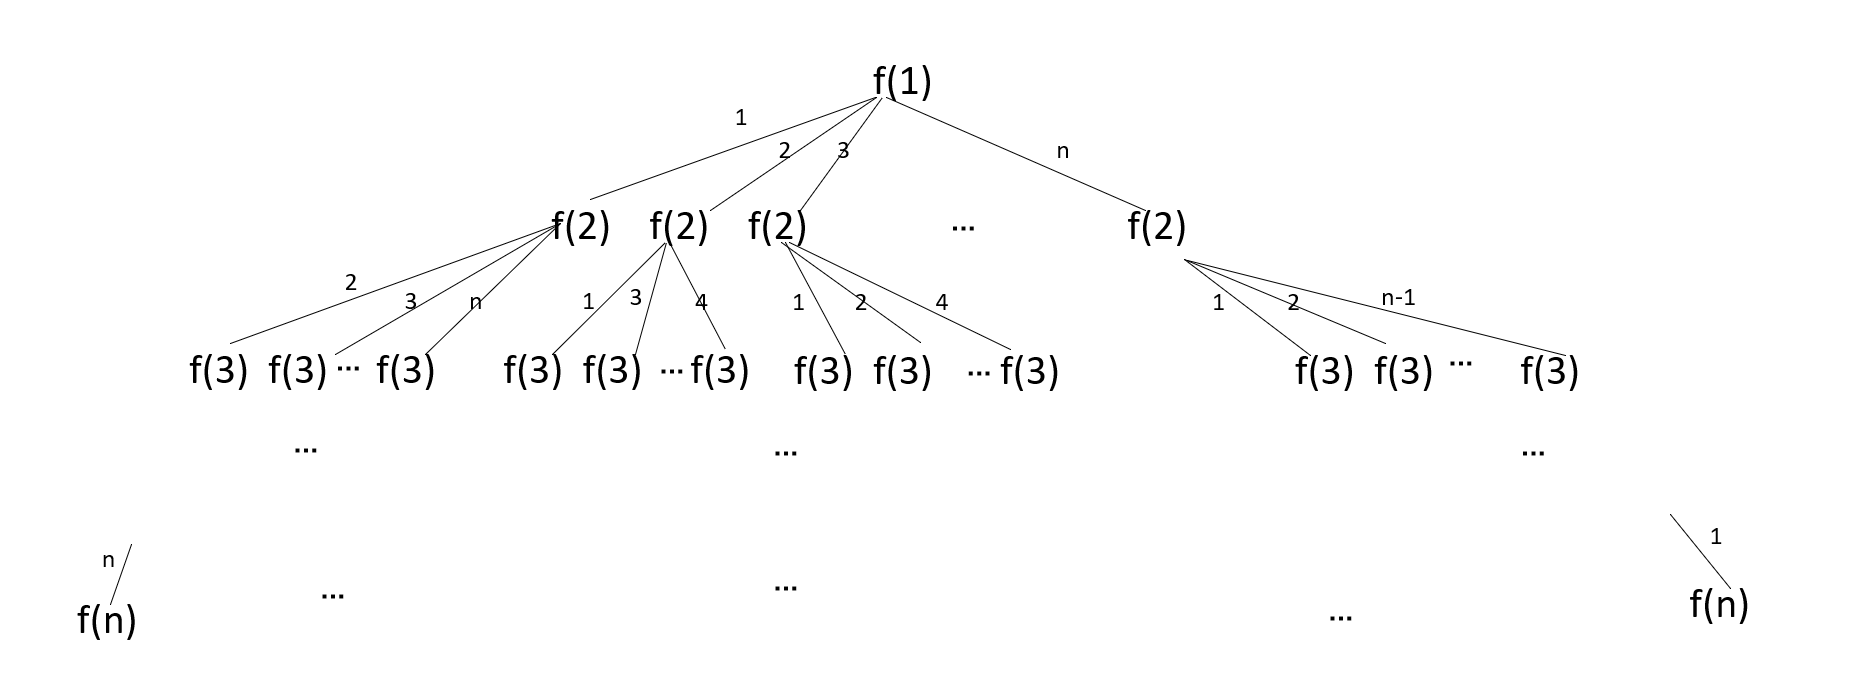 f(1)
1
2 3 n
f(2) f(2) f(2) ... f(2)
2 3 n 1 3 4 1 2 4 1 2 n-1
f(3) f(3) ... f(3) f(3) f(3) ... f(3) f(3) f(3) ... f(3) f(3) f(3) ... f(3)
... ... ...
n 1
f(n) ... ... ... f(n)